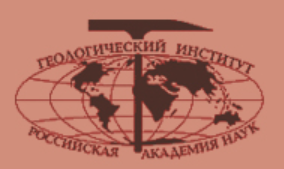 ГЕОЛОГИЧЕСКИЙ ИНСТИТУТ
РОССИЙСКАЯ АКАДЕМИЯ НАУК